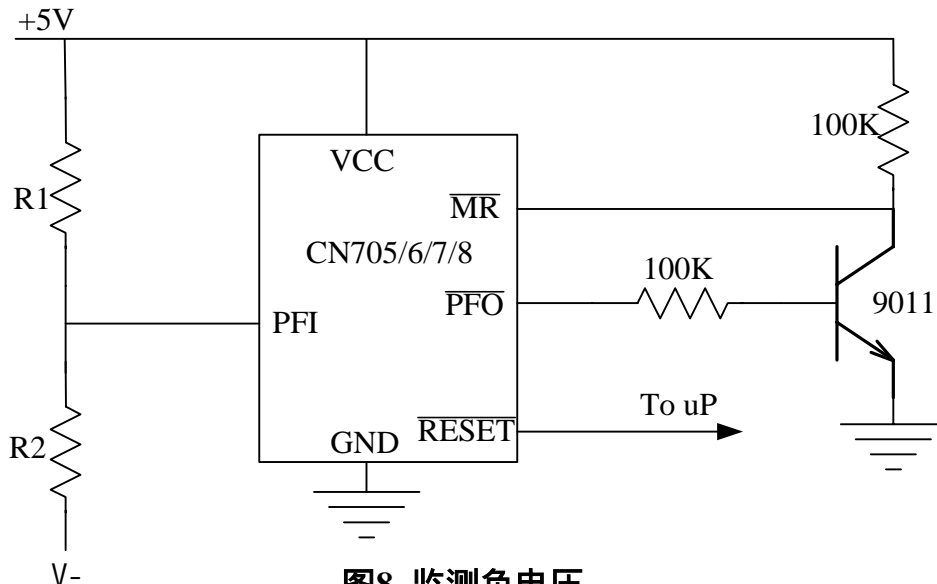 +5V
100K
VCC
R1
MR
CN705/6/7/8
100K
PFO
9011
PFI
To uP
RESET
GND
R2
V-
图8 监测负电压